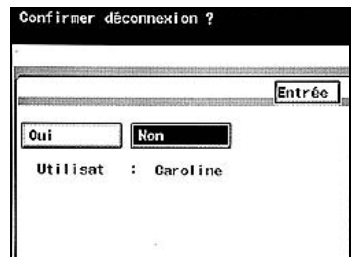 Confirmer déconnexion ?
Entrée
Oui
Non
Utilisat : Caroline